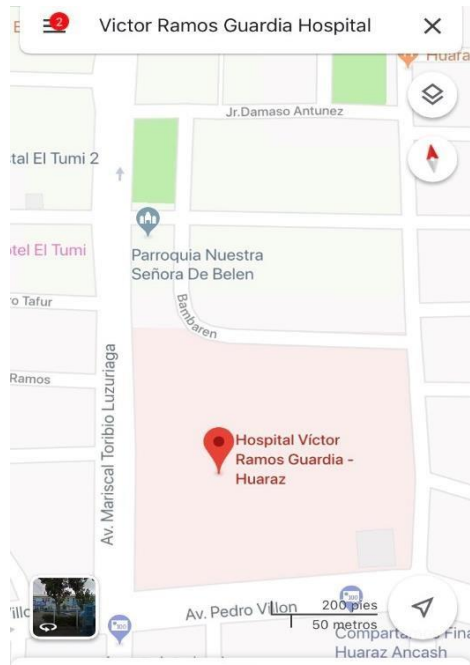 2
Victor Ramos Guardia Hospital
Huara
Jr.Damaso Antunez
tal El Tumi 2
tel El Tumi
Parroquia Nuestra
Señora De Belen
o Tafur
Bambaren
Ramos
Av. Mariscal Toribio Luzuriaga
Hospital Víctor
Ramos Guardia -
Huaraz
Av. Pedro Villon
200 pies
50 metros
Fina
Huaraz Ancash